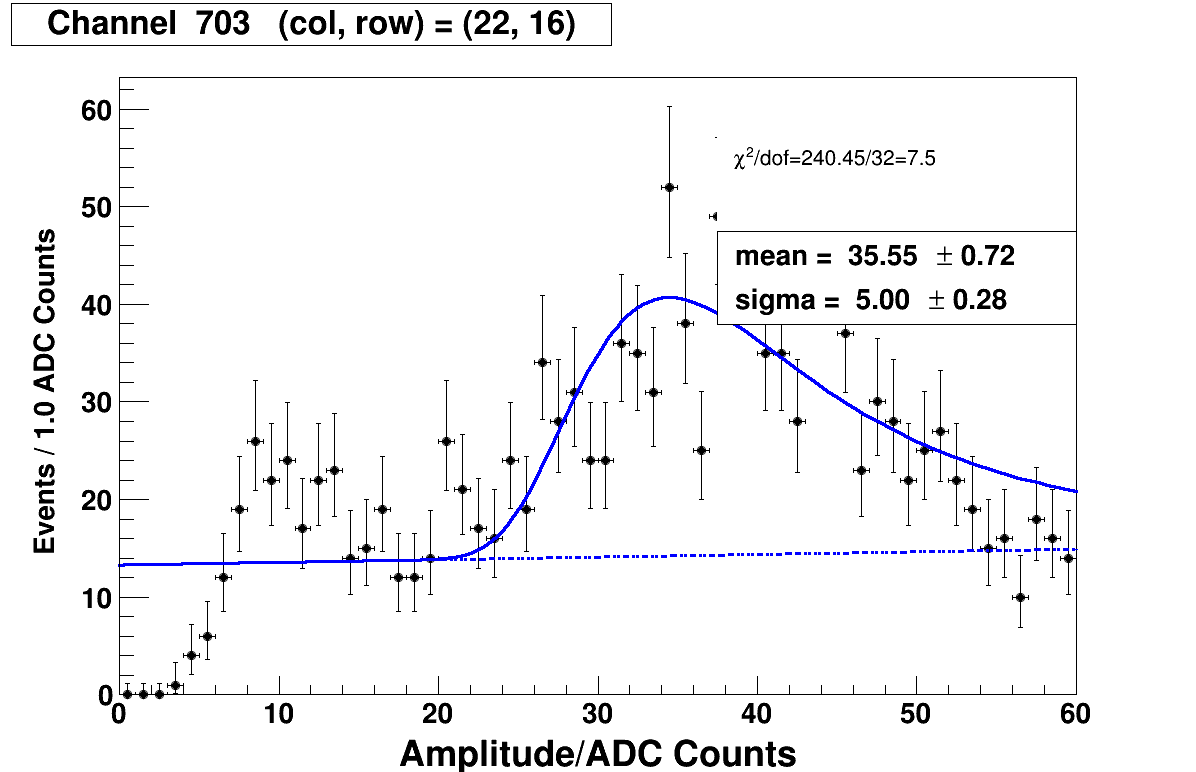 Channel 703 (col, row) = (22, 16)
χ²/dof=240.45/32=7.5
mean = 35.55 ± 0.72
sigma = 5.00 ± 0.28
Events / 1.0 ADC Counts
60
50
40
30
20
10
0
0 10 20 30 40 50 60
Amplitude/ADC Counts